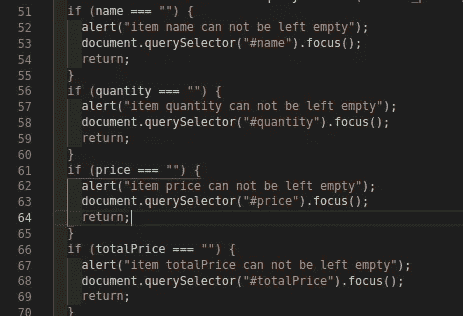 51 if (name === "") {
52 alert("item name can not be left empty");
53 document.querySelector("#name").focus();
54 return;
55 }
56 if (quantity === "") {
57 alert("item quantity can not be left empty");
58 document.querySelector("#quantity").focus();
59 return;
60 }
61 if (price === "") {
62 alert("item price can not be left empty");
63 document.querySelector("#price").focus();
64 return;
65 }
66 if (totalPrice === "") {
67 alert("item totalPrice can not be left empty");
68 document.querySelector("#totalPrice").focus();
69 return;
70 }